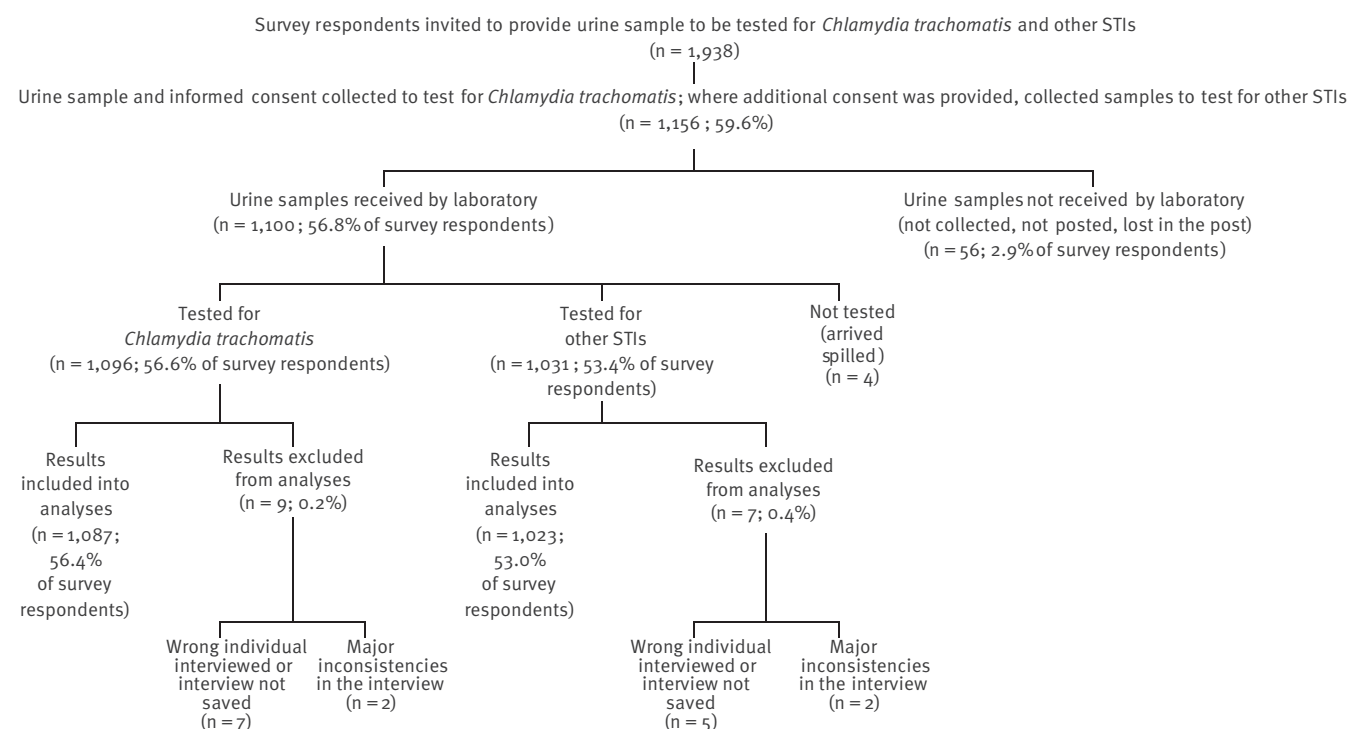 Survey respondents invited to provide urine sample to be tested for Chlamydia trachomatis and other STIs
(n = 1,938)
Urine sample and informed consent collected to test for Chlamydia trachomatis; where additional consent was provided, collected samples to test for other STIs
(n = 1,156 ; 59.6%)
Urine samples received by laboratory
(n = 1,100 ; 56.8% of survey respondents)
Urine samples not received by laboratory
(not collected, not posted, lost in the post)
(n = 56; 2.9% of survey respondents)
Tested for
Chlamydia trachomatis
(n = 1,096; 56.6% of survey respondents)
Tested for
other STIs
(n = 1,031 ; 53.4% of survey
respondents)
Not tested
(arrived
spilled)
(n = 4)
Results
included into
analyses
(n = 1,087;
56.4%
of survey
respondents)
Results excluded
from analyses
(n = 9; 0.2%)
Results
included into
analyses
(n = 1,023;
53.0%
of survey
respondents)
Results excluded
from analyses
(n = 7; 0.4%)
Wrong individual
interviewed or
interview not
saved
(n = 7)
Major
inconsistencies
in the interview
(n = 2)
Wrong individual
interviewed or
interview not
saved
(n = 5)
Major
inconsistencies
in the interview
(n = 2)